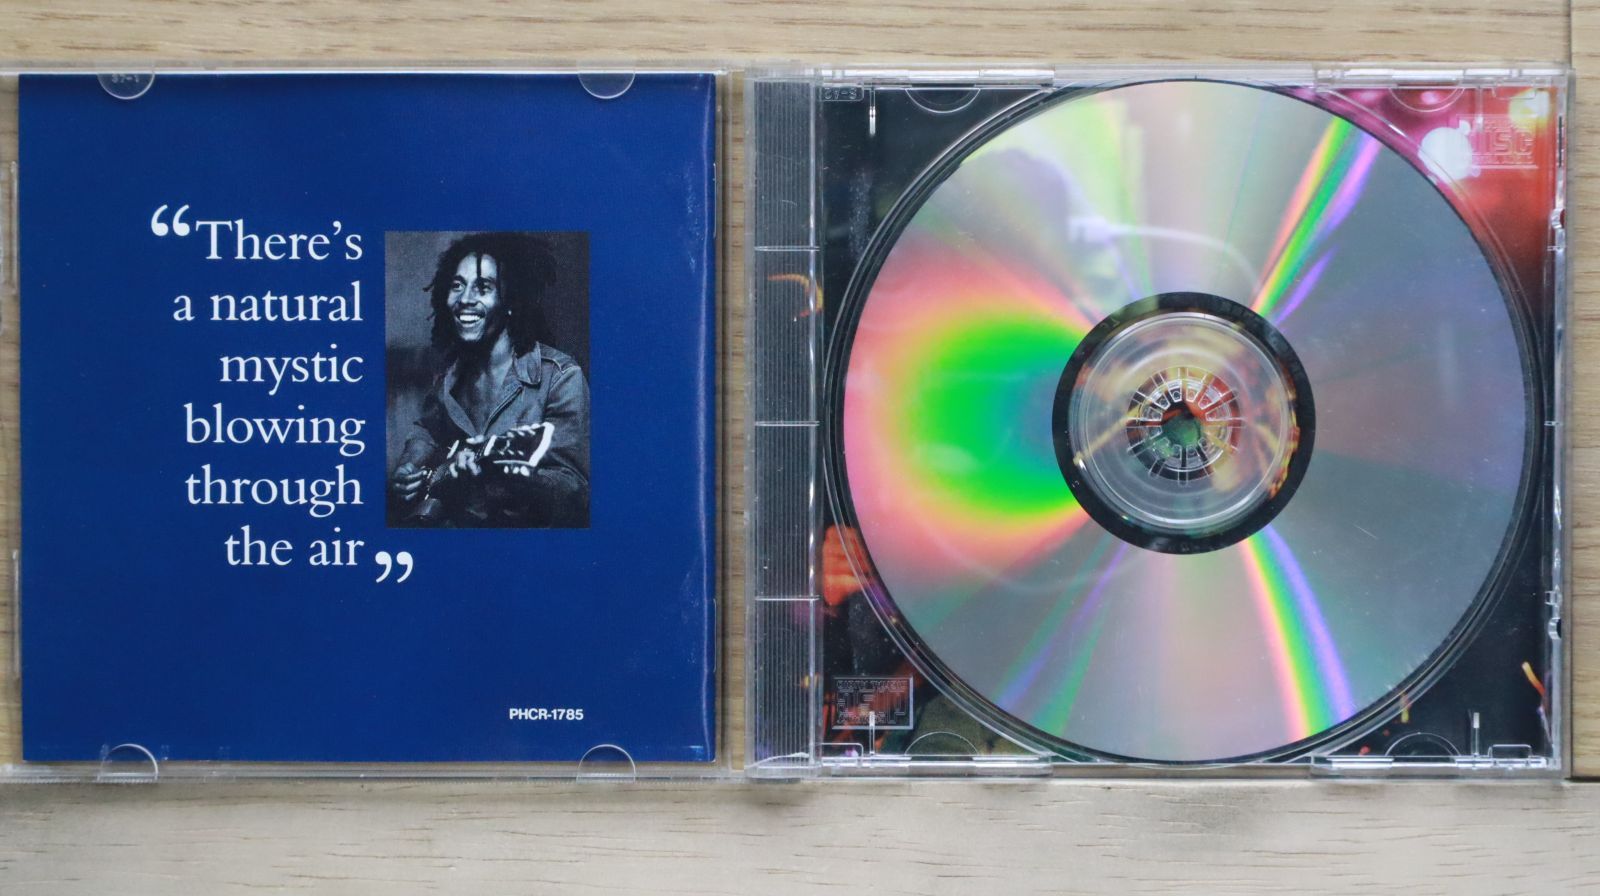 “There’s
a natural
mystic
blowing
through
the air”
PHCR-1785